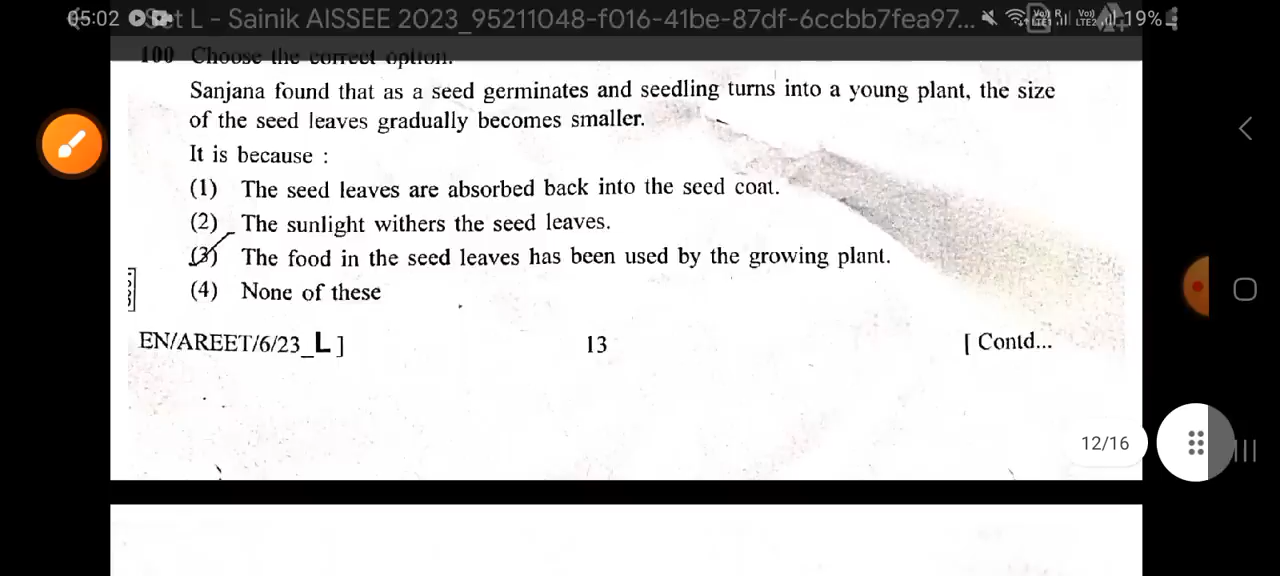 05:02 Set L - Sainik AISSEE 2023_95211048-f016-41be-87df-6ccbb7fea97... Vo) LTE1 R Vo)) LTE2 19%
100 Choose the correct option.
Sanjana found that as a seed germinates and seedling turns into a young plant, the size
of the seed leaves gradually becomes smaller.
It is because :
(1) The seed leaves are absorbed back into the seed coat.
(2) The sunlight withers the seed leaves.
(3) The food in the seed leaves has been used by the growing plant.
(4) None of these
EN/AREET/6/23_L ] 13 [ Contd...
12/16